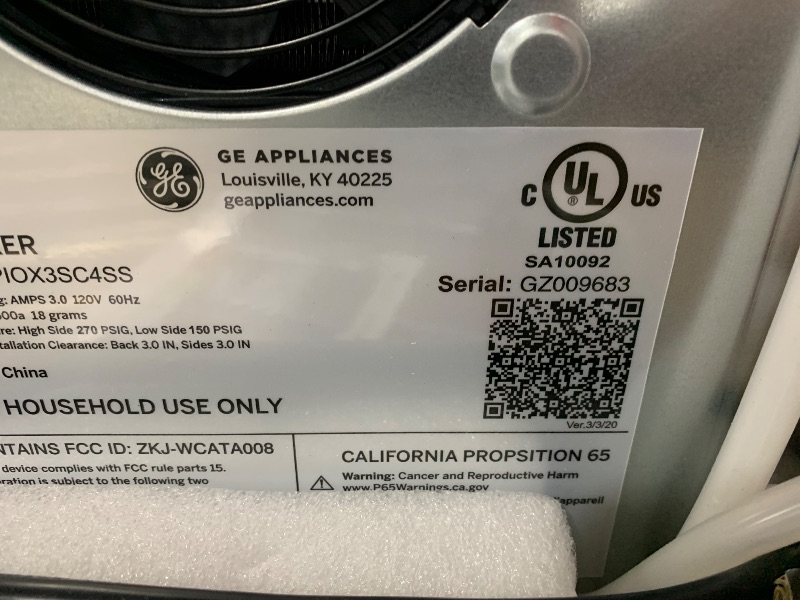 GE
GE APPLIANCES
Louisville, KY 40225
geappliances.com
C UL ® US
LISTED
SA10092
Serial: GZ009683
ER
PIOX3SC4SS
g: AMPS 3.0 120V 60Hz
00a 18 grams
re: High Side 270 PSIG, Low Side 150 PSIG
tallation Clearance: Back 3.0 IN, Sides 3.0 IN
China
HOUSEHOLD USE ONLY
Ver.3/3/20
NTAINS FCC ID: ZKJ-WCATA008
device complies with FCC rule parts 15.
ration is subject to the following two
CALIFORNIA PROPSITION 65
Warning: Cancer and Reproductive Harm
www.P65Warnings.ca.gov
'appareil